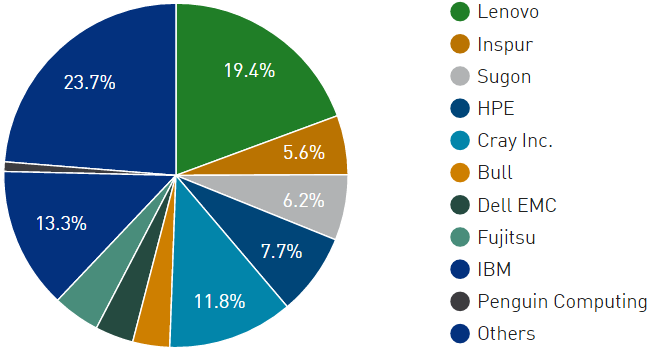 19.4%
5.6%
6.2%
7.7%
11.8%
13.3%
23.7%
Lenovo
Inspur
Sugon
HPE
Cray Inc.
Bull
Dell EMC
Fujitsu
IBM
Penguin Computing
Others